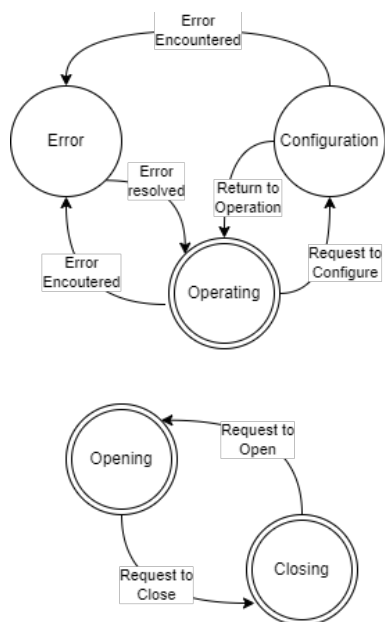 Error
Encountered
Error
Configuration
Error
resolved
Return to
Operation
Error
Encoutered
Operating
Request to
Configure
Opening
Request to
Open
Request to
Close
Closing